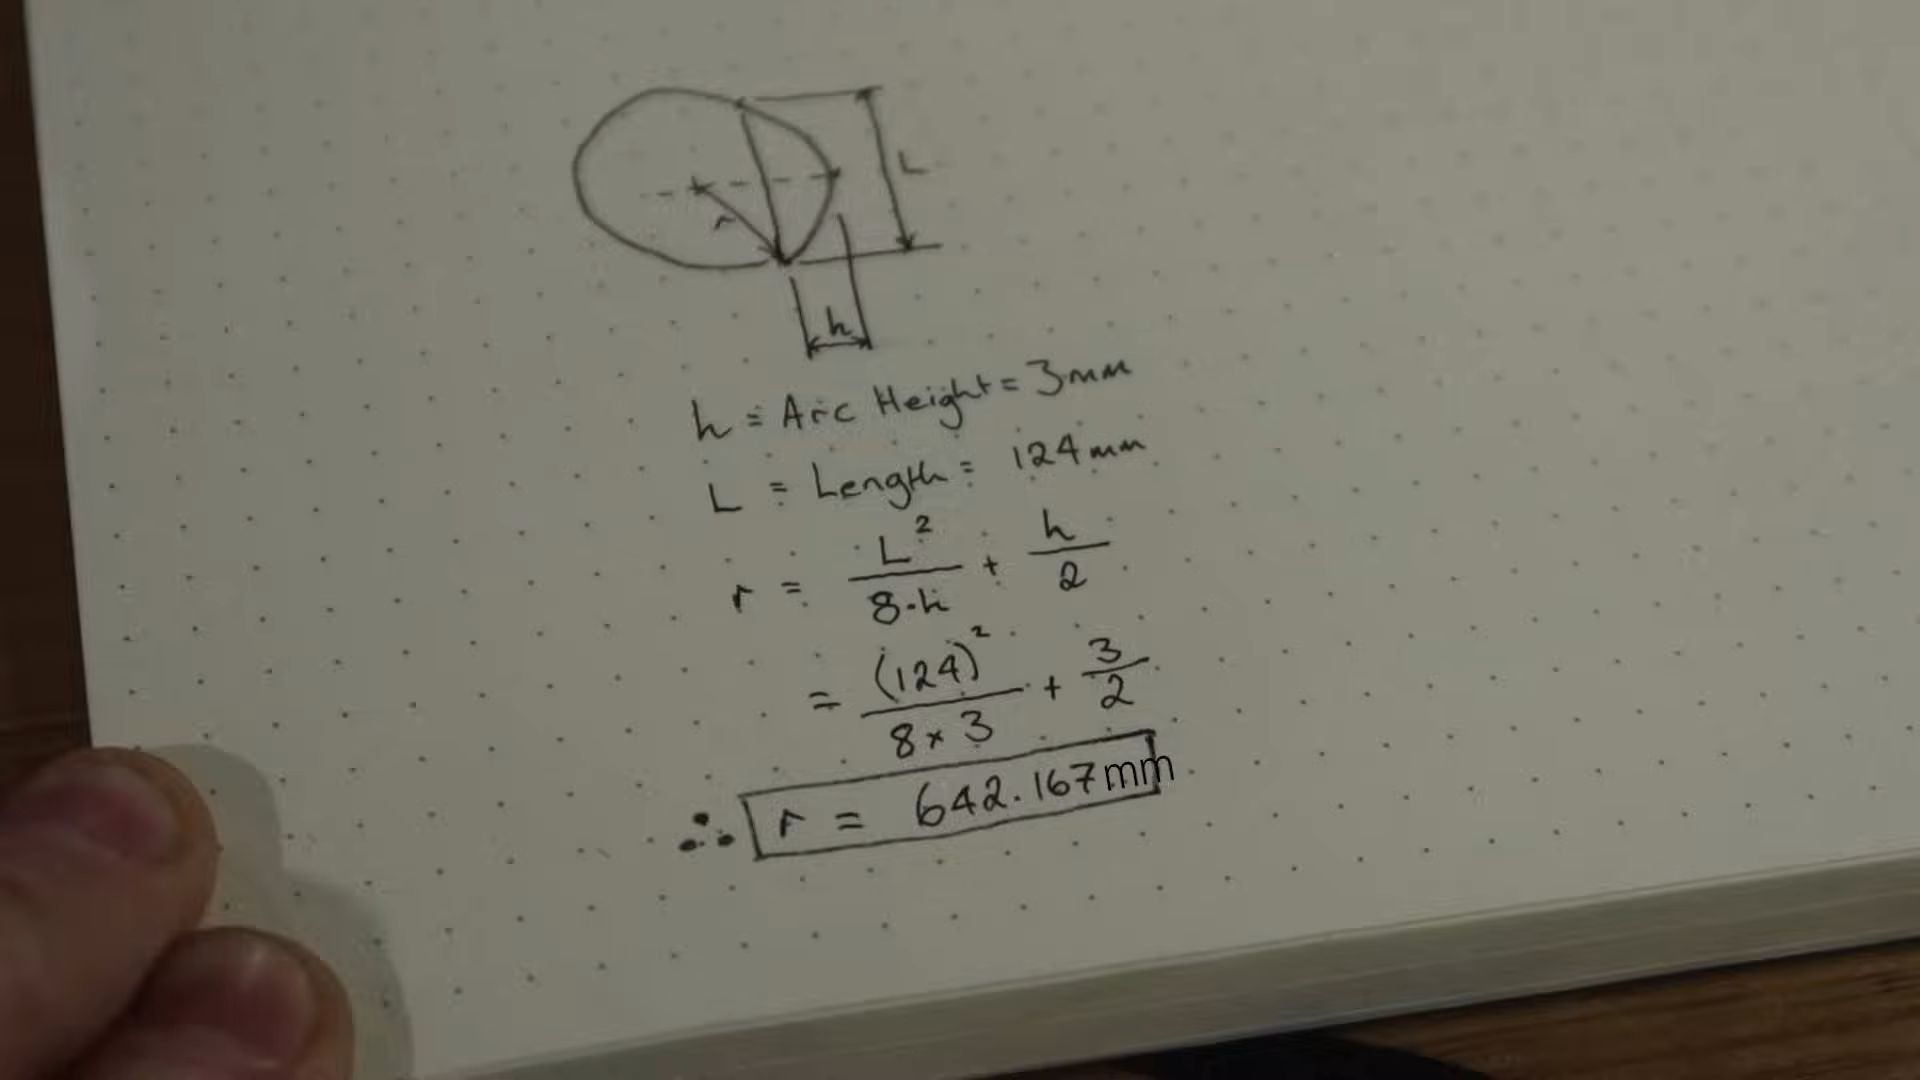 L
r
h
h = Arc Height = 3mm
L = Length = 124mm
r = L² / 8·h + h / 2
= (124)² / 8 × 3 + 3 / 2
∴ r = 642.167mm